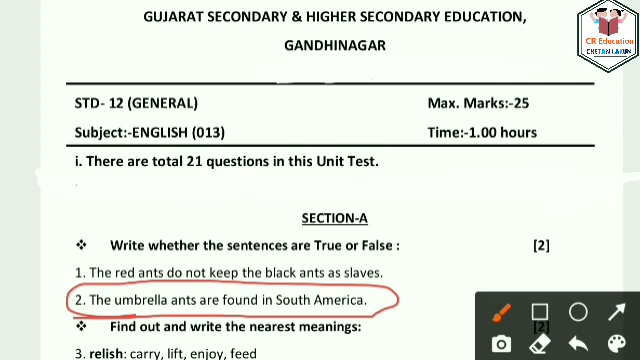 GUJARAT SECONDARY & HIGHER SECONDARY EDUCATION,
GANDHINAGAR
CR Education
CHETAN LAKUM
STD- 12 (GENERAL) Max. Marks:-25
Subject:-ENGLISH (013) Time:-1.00 hours
i. There are total 21 questions in this Unit Test.
SECTION-A
❖ Write whether the sentences are True or False : [2]
1. The red ants do not keep the black ants as slaves.
2. The umbrella ants are found in South America.
❖ Find out and write the nearest meanings: [2]
3. relish: carry, lift, enjoy, feed